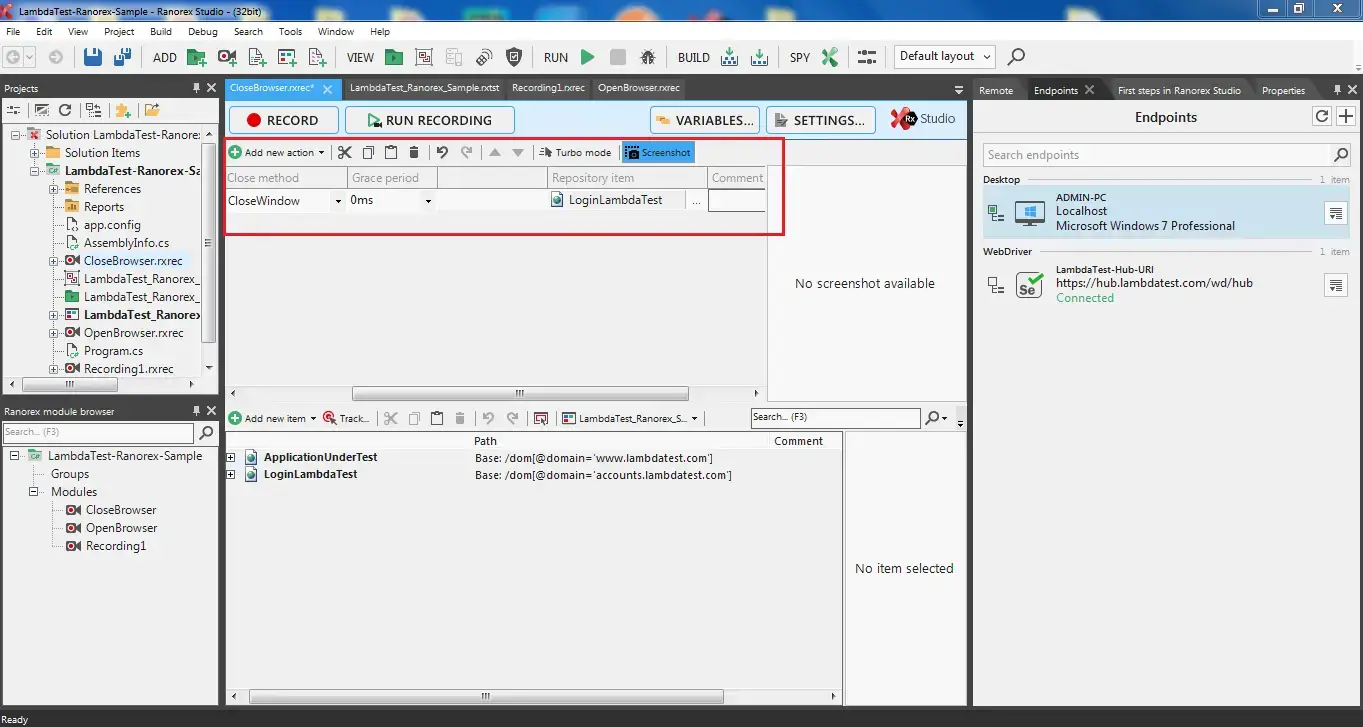 LambdaTest-Ranorex-Sample - Ranorex Studio - (32bit)
File Edit View Project Build Debug Search Tools Window Help
ADD VIEW RUN BUILD SPY Default layout
Projects
Solution LambdaTest-Ranorex
Solution Items
LambdaTest-Ranorex-Sa
References
Reports
app.config
AssemblyInfo.cs
CloseBrowser.rxrec
LambdaTest_Ranorex_
LambdaTest_Ranorex_
LambdaTest_Ranorex
OpenBrowser.rxrec
Program.cs
Recording1.rxrec
Ranorex module browser
Search... (F3)
LambdaTest-Ranorex-Sample
Groups
Modules
CloseBrowser
OpenBrowser
Recording1
CloseBrowser.rxrec* LambdaTest_Ranorex_Sample.rxtst Recording1.rxrec OpenBrowser.rxrec
RECORD RUN RECORDING VARIABLES... SETTINGS... Rx Studio
Add new action Turbo mode Screenshot
Close method Grace period Repository item Comment
CloseWindow 0ms LoginLambdaTest ...
No screenshot available
Add new item Track... LambdaTest_Ranorex_S... Search... (F3)
Path Comment
ApplicationUnderTest Base: /dom[@domain='www.lambdatest.com']
LoginLambdaTest Base: /dom[@domain='accounts.lambdatest.com']
No item selected
Remote Endpoints First steps in Ranorex Studio Properties
Endpoints
Search endpoints
Desktop 1 item
ADMIN-PC
Localhost
Microsoft Windows 7 Professional
WebDriver 1 item
LambdaTest-Hub-URI
Se https://hub.lambdatest.com/wd/hub
Connected
Ready